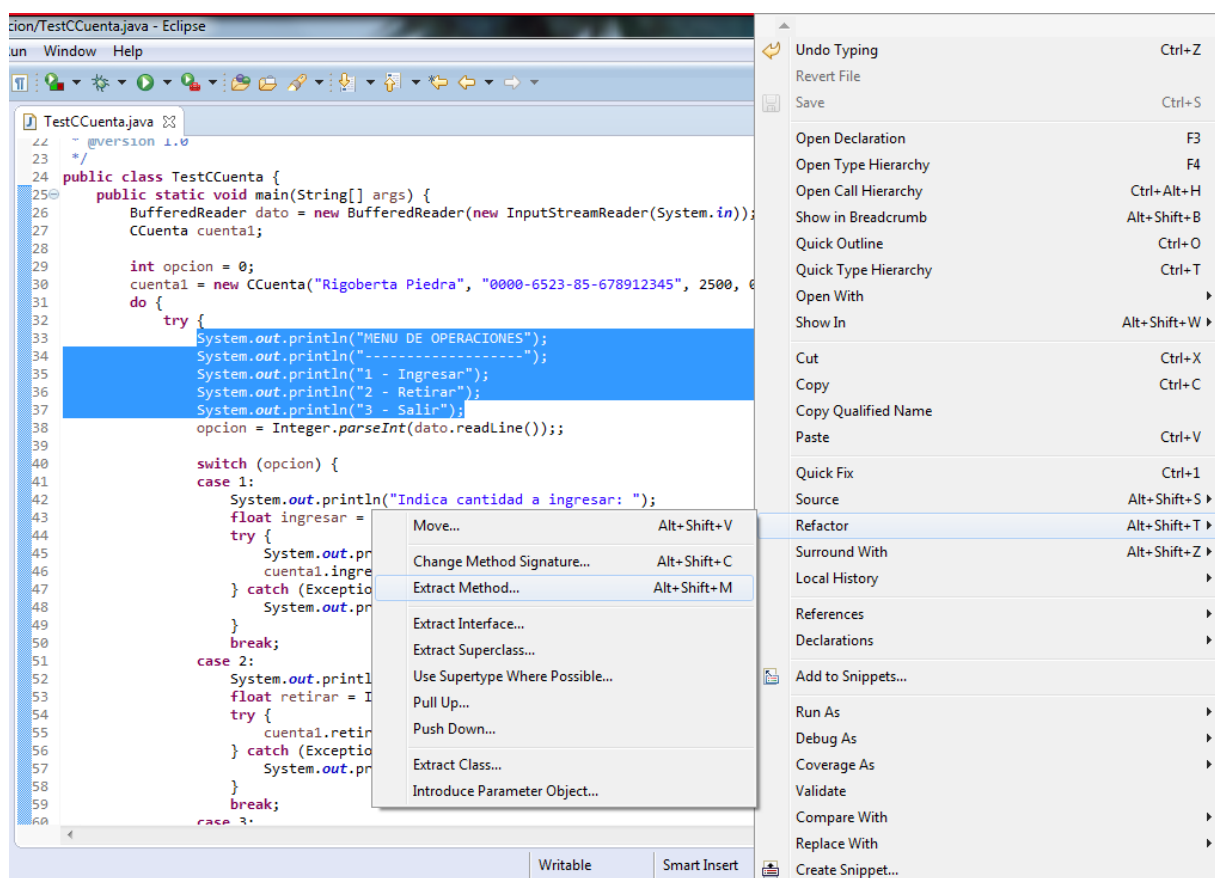 cion/TestCCuenta.java - Eclipse
Run Window Help
TestCCuenta.java
22 * @version 1.0
23 */
24 public class TestCCuenta {
25 public static void main(String[] args) {
26 BufferedReader dato = new BufferedReader(new InputStreamReader(System.in));
27 CCuenta cuenta1;
28
29 int opcion = 0;
30 cuenta1 = new CCuenta("Rigoberta Piedra", "0000-6523-85-678912345", 2500, 0
31 do {
32 try {
33 System.out.println("MENU DE OPERACIONES");
34 System.out.println("-------------------");
35 System.out.println("1 - Ingresar");
36 System.out.println("2 - Retirar");
37 System.out.println("3 - Salir");
38 opcion = Integer.parseInt(dato.readLine());;
39
40 switch (opcion) {
41 case 1:
42 System.out.println("Indica cantidad a ingresar: ");
43 float ingresar =
44 try {
45 System.out.pr
46 cuenta1.ingre
47 } catch (Exceptio
48 System.out.pr
49 }
50 break;
51 case 2:
52 System.out.printl
53 float retirar = I
54 try {
55 cuenta1.retir
56 } catch (Exceptio
57 System.out.pr
58 }
59 break;
60 case 3:
Writable Smart Insert
Move... Alt+Shift+V
Change Method Signature... Alt+Shift+C
Extract Method... Alt+Shift+M
Extract Interface...
Extract Superclass...
Use Supertype Where Possible...
Pull Up...
Push Down...
Extract Class...
Introduce Parameter Object...
Undo Typing Ctrl+Z
Revert File
Save Ctrl+S
Open Declaration F3
Open Type Hierarchy F4
Open Call Hierarchy Ctrl+Alt+H
Show in Breadcrumb Alt+Shift+B
Quick Outline Ctrl+O
Quick Type Hierarchy Ctrl+T
Open With
Show In Alt+Shift+W
Cut Ctrl+X
Copy Ctrl+C
Copy Qualified Name
Paste Ctrl+V
Quick Fix Ctrl+1
Source Alt+Shift+S
Refactor Alt+Shift+T
Surround With Alt+Shift+Z
Local History
References
Declarations
Add to Snippets...
Run As
Debug As
Coverage As
Validate
Compare With
Replace With
Create Snippet...